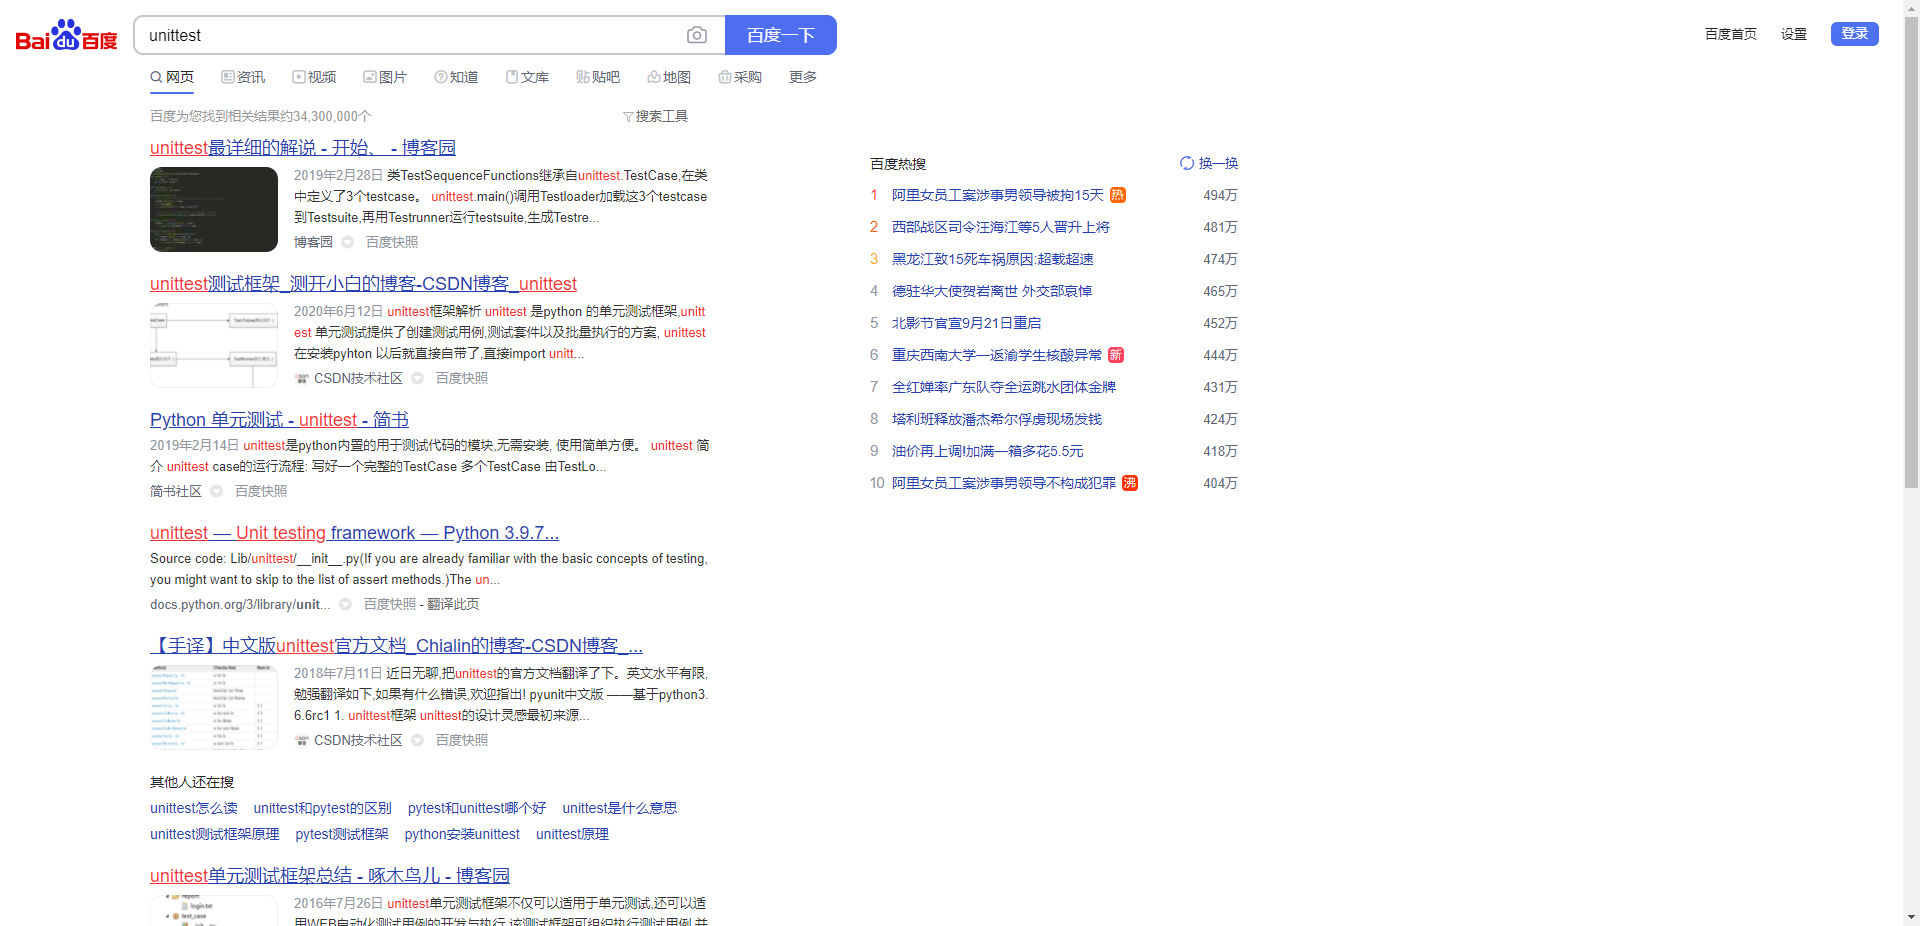 Bai du 百度
unittest
百度一下
百度首页 设置 登录
网页 资讯 视频 图片 知道 文库 贴吧 地图 采购 更多
百度为您找到相关结果约34,300,000个
搜索工具
unittest最详细的解说 - 开始、 - 博客园
2019年2月28日 类TestSequenceFunctions继承自unittest.TestCase,在类
中定义了3个testcase。 unittest.main()调用Testloader加载这3个testcase
到Testsuite,再用Testrunner运行testsuite,生成Testre...
博客园 百度快照
unittest测试框架_测开小白的博客-CSDN博客_unittest
2020年6月12日 unittest框架解析 unittest 是python 的单元测试框架,unitt
est 单元测试提供了创建测试用例,测试套件以及批量执行的方案, unittest
在安装pyhton 以后就直接自带了,直接import unitt...
CSDN技术社区 百度快照
Python 单元测试 - unittest - 简书
2019年2月14日 unittest是python内置的用于测试代码的模块,无需安装, 使用简单方便。 unittest 简
介 unittest case的运行流程: 写好一个完整的TestCase 多个TestCase 由TestLo...
简书社区 百度快照
unittest — Unit testing framework — Python 3.9.7...
Source code: Lib/unittest/__init__.py(If you are already familiar with the basic concepts of testing,
you might want to skip to the list of assert methods.)The un...
docs.python.org/3/library/unit... 百度快照 - 翻译此页
【手译】中文版unittest官方文档_Chialin的博客-CSDN博客_...
2018年7月11日 近日无聊,把unittest的官方文档翻译了下。英文水平有限,
勉强翻译如下,如果有什么错误,欢迎指出! pyunit中文版 ——基于python3.
6.6rc1 1. unittest框架 unittest的设计灵感最初来源...
CSDN技术社区 百度快照
其他人还在搜
unittest怎么读 unittest和pytest的区别 pytest和unittest哪个好 unittest是什么意思
unittest测试框架原理 pytest测试框架 python安装unittest unittest原理
unittest单元测试框架总结 - 啄木鸟儿 - 博客园
report
login.txt
test_case
2016年7月26日 unittest单元测试框架不仅可以适用于单元测试,还可以适
用WEB自动化测试用例的开发与执行,该测试框架可组织执行测试用例,并
百度热搜 换一换
1 阿里女员工案涉事男领导被拘15天 热 494万
2 西部战区司令汪海江等5人晋升上将 481万
3 黑龙江致15死车祸原因:超载超速 474万
4 德驻华大使贺岩离世 外交部哀悼 465万
5 北影节官宣9月21日重启 452万
6 重庆西南大学一返渝学生核酸异常 新 444万
7 全红婵率广东队夺全运跳水团体金牌 431万
8 塔利班释放潘杰希尔俘虏现场发钱 424万
9 油价再上调!加满一箱多花5.5元 418万
10 阿里女员工案涉事男领导不构成犯罪 沸 404万